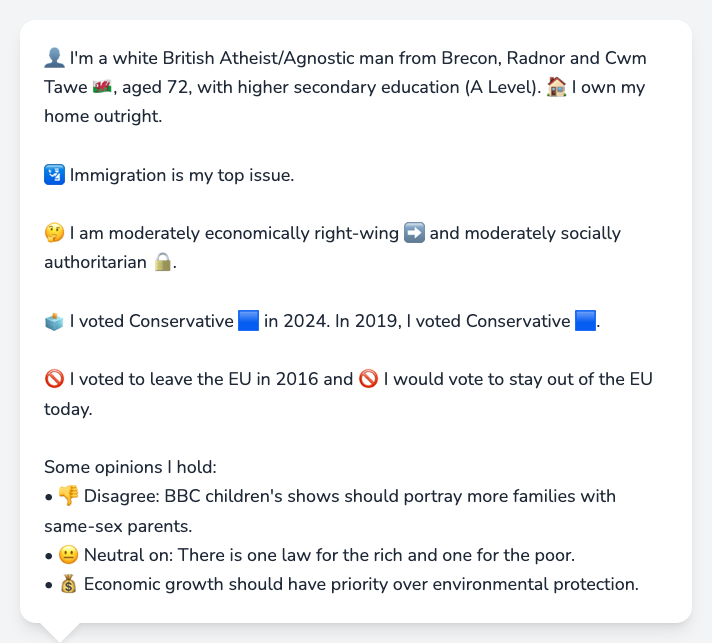 👤 I'm a white British Atheist/Agnostic man from Brecon, Radnor and Cwm
Tawe 🏴󠁧󠁢󠁷󠁬󠁳󠁿, aged 72, with higher secondary education (A Level). 🏠 I own my
home outright.
🛂 Immigration is my top issue.
🤔 I am moderately economically right-wing ➡️ and moderately socially
authoritarian 🔒.
🗳️ I voted Conservative 🟦 in 2024. In 2019, I voted Conservative 🟦.
🚫 I voted to leave the EU in 2016 and 🚫 I would vote to stay out of the EU
today.
Some opinions I hold:
• 👎 Disagree: BBC children's shows should portray more families with
same-sex parents.
• 😐 Neutral on: There is one law for the rich and one for the poor.
• 💰 Economic growth should have priority over environmental protection.